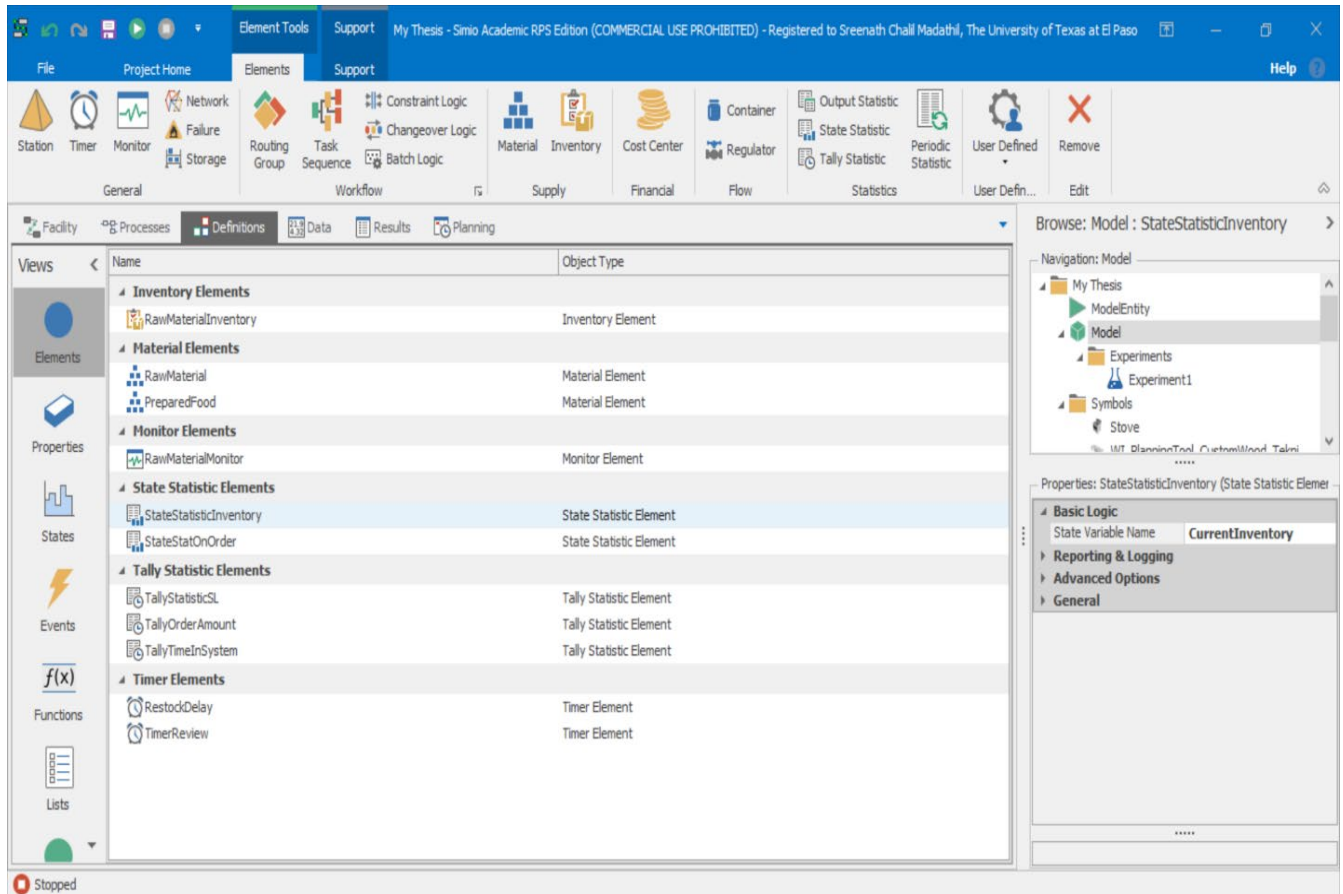 Element Tools Support My Thesis - Simio Academic RPS Edition (COMMERCIAL USE PROHIBITED) - Registered to Sreenath Chalil Madathil, The University of Texas at El Paso
File Project Home Elements Support Help
Station Timer Monitor Network Failure Storage
General
Routing Group Task Sequence Constraint Logic Changeover Logic Batch Logic
Workflow
Material Inventory
Supply
Cost Center
Financial
Container Regulator
Flow
Output Statistic State Statistic Tally Statistic Periodic Statistic
Statistics
User Defined
User Defin...
Remove
Edit
Facility Processes Definitions Data Results Planning
Views
Elements
Properties
States
Events
f(x)
Functions
Lists
Name Object Type
Inventory Elements
RawMaterialInventory Inventory Element
Material Elements
RawMaterial Material Element
PreparedFood Material Element
Monitor Elements
RawMaterialMonitor Monitor Element
State Statistic Elements
StateStatisticInventory State Statistic Element
StateStatOnOrder State Statistic Element
Tally Statistic Elements
TallyStatisticSL Tally Statistic Element
TallyOrderAmount Tally Statistic Element
TallyTimeInSystem Tally Statistic Element
Timer Elements
RestockDelay Timer Element
TimerReview Timer Element
Browse: Model : StateStatisticInventory
Navigation: Model
My Thesis
ModelEntity
Model
Experiments
Experiment1
Symbols
Stove
Properties: StateStatisticInventory (State Statistic Elemer
Basic Logic
State Variable Name CurrentInventory
Reporting & Logging
Advanced Options
General
Stopped